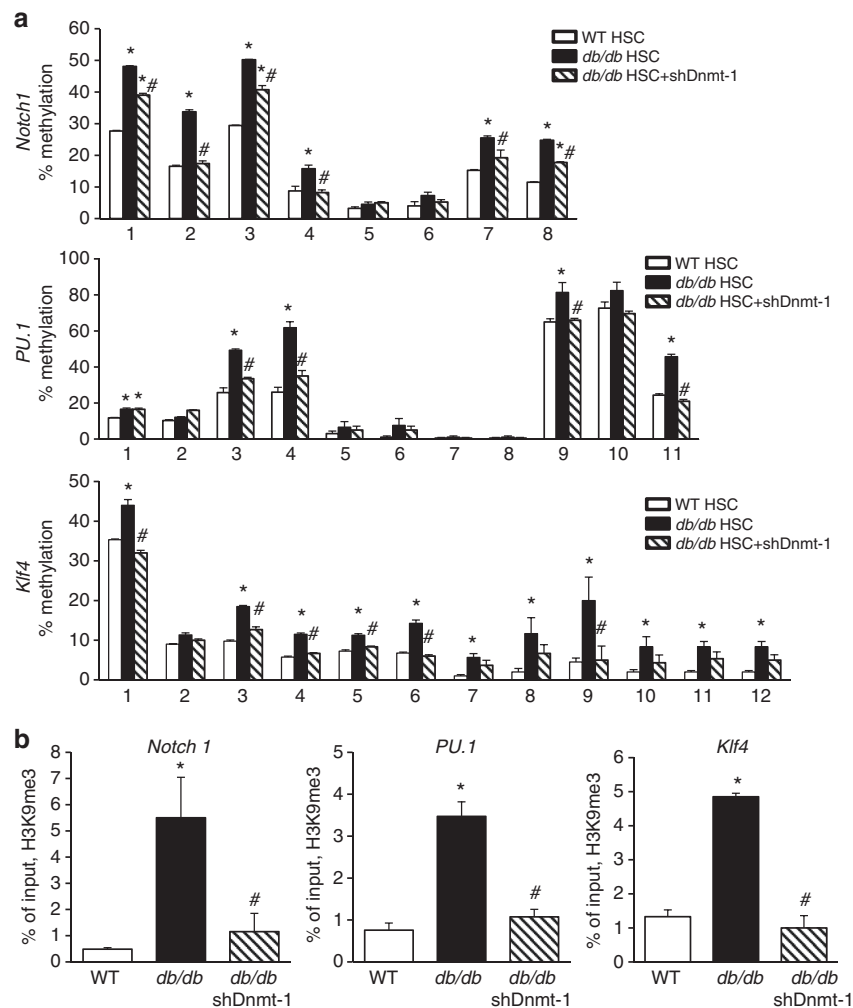 a
60
50
40
30
20
10
0
Notch1
% methylation
WT HSC
db/db HSC
db/db HSC+shDnmt-1
* *# * # * *# * # * # * *#
1 2 3 4 5 6 7 8
100
80
60
40
20
0
PU.1
% methylation
WT HSC
db/db HSC
db/db HSC+shDnmt-1
* * * # * # * # * #
1 2 3 4 5 6 7 8 9 10 11
50
40
30
20
10
0
Klf4
% methylation
WT HSC
db/db HSC
db/db HSC+shDnmt-1
* # * # * # * # * # * * * # * * *
1 2 3 4 5 6 7 8 9 10 11 12
b
Notch 1
8
7
6
5
4
3
2
1
0
% of input, H3K9me3
* #
WT db/db db/db
shDnmt-1
PU.1
5
4
3
2
1
0
% of input, H3K9me3
* #
WT db/db db/db
shDnmt-1
Klf4
6
5
4
3
2
1
0
% of input, H3K9me3
* #
WT db/db db/db
shDnmt-1